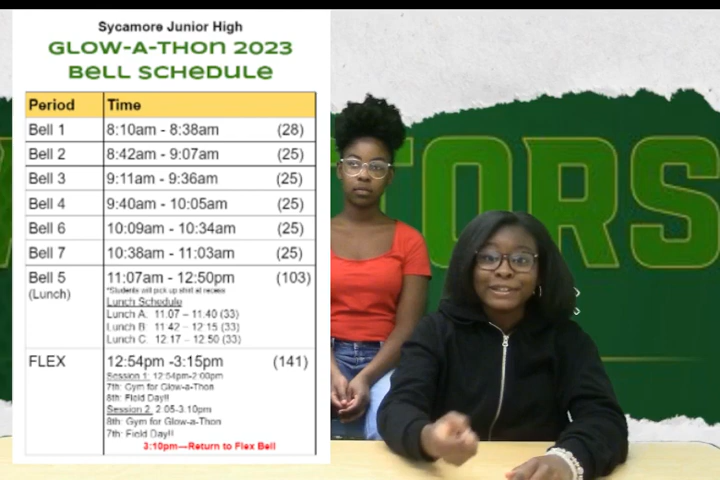 Sycamore Junior High
GLOW-A-THON 2023
BELL SCHEDULE
Period Time
Bell 1 8:10am - 8:38am (28)
Bell 2 8:42am - 9:07am (25)
Bell 3 9:11am - 9:36am (25)
Bell 4 9:40am - 10:05am (25)
Bell 6 10:09am - 10:34am (25)
Bell 7 10:38am - 11:03am (25)
Bell 5 11:07am - 12:50pm (103)
(Lunch) *Students will pick up shirt at recess
Lunch Schedule
Lunch A: 11:07 – 11:40 (33)
Lunch B: 11:42 – 12:15 (33)
Lunch C: 12:17 – 12:50 (33)
FLEX 12:54pm -3:15pm (141)
Session 1: 12:54pm-2:00pm
7th: Gym for Glow-a-Thon
8th: Field Day!!
Session 2: 2:05-3:10pm
8th: Gym for Glow-a-Thon
7th: Field Day!!
3:10pm—Return to Flex Bell
TORS